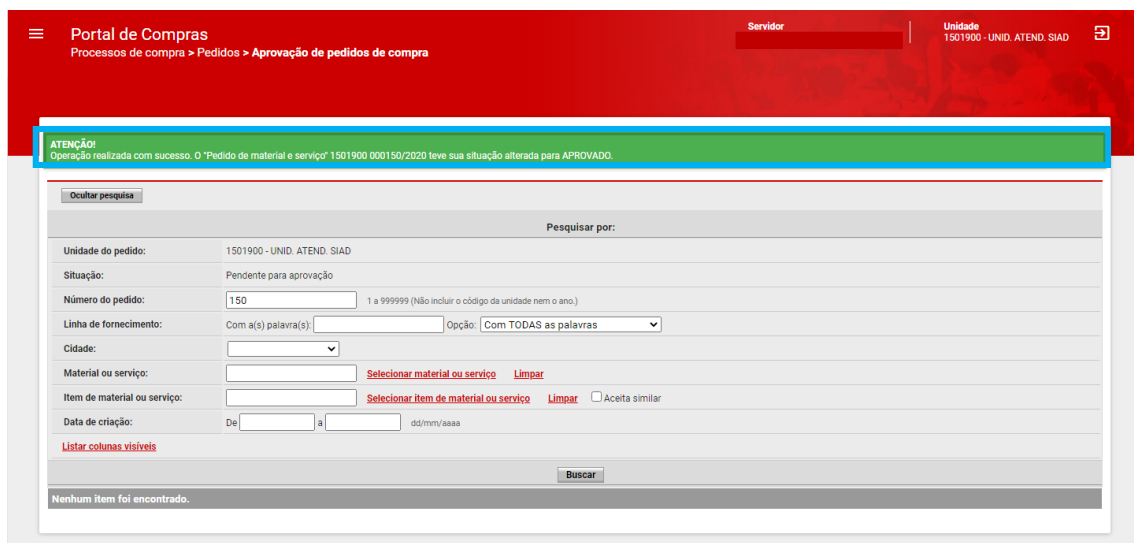 Portal de Compras
Processos de compra > Pedidos > Aprovação de pedidos de compra
Servidor
Unidade
1501900 - UNID. ATEND. SIAD
ATENÇÃO!
Operação realizada com sucesso. O "Pedido de material e serviço" 1501900 000150/2020 teve sua situação alterada para APROVADO.
Ocultar pesquisa
Pesquisar por:
Unidade do pedido: 1501900 - UNID. ATEND. SIAD
Situação: Pendente para aprovação
Número do pedido: 150 1 a 999999 (Não incluir o código da unidade nem o ano.)
Linha de fornecimento: Com a(s) palavra(s): Opção: Com TODAS as palavras
Cidade:
Material ou serviço: Selecionar material ou serviço Limpar
Item de material ou serviço: Selecionar item de material ou serviço Limpar Aceita similar
Data de criação: De a dd/mm/aaaa
Listar colunas visíveis
Buscar
Nenhum item foi encontrado.